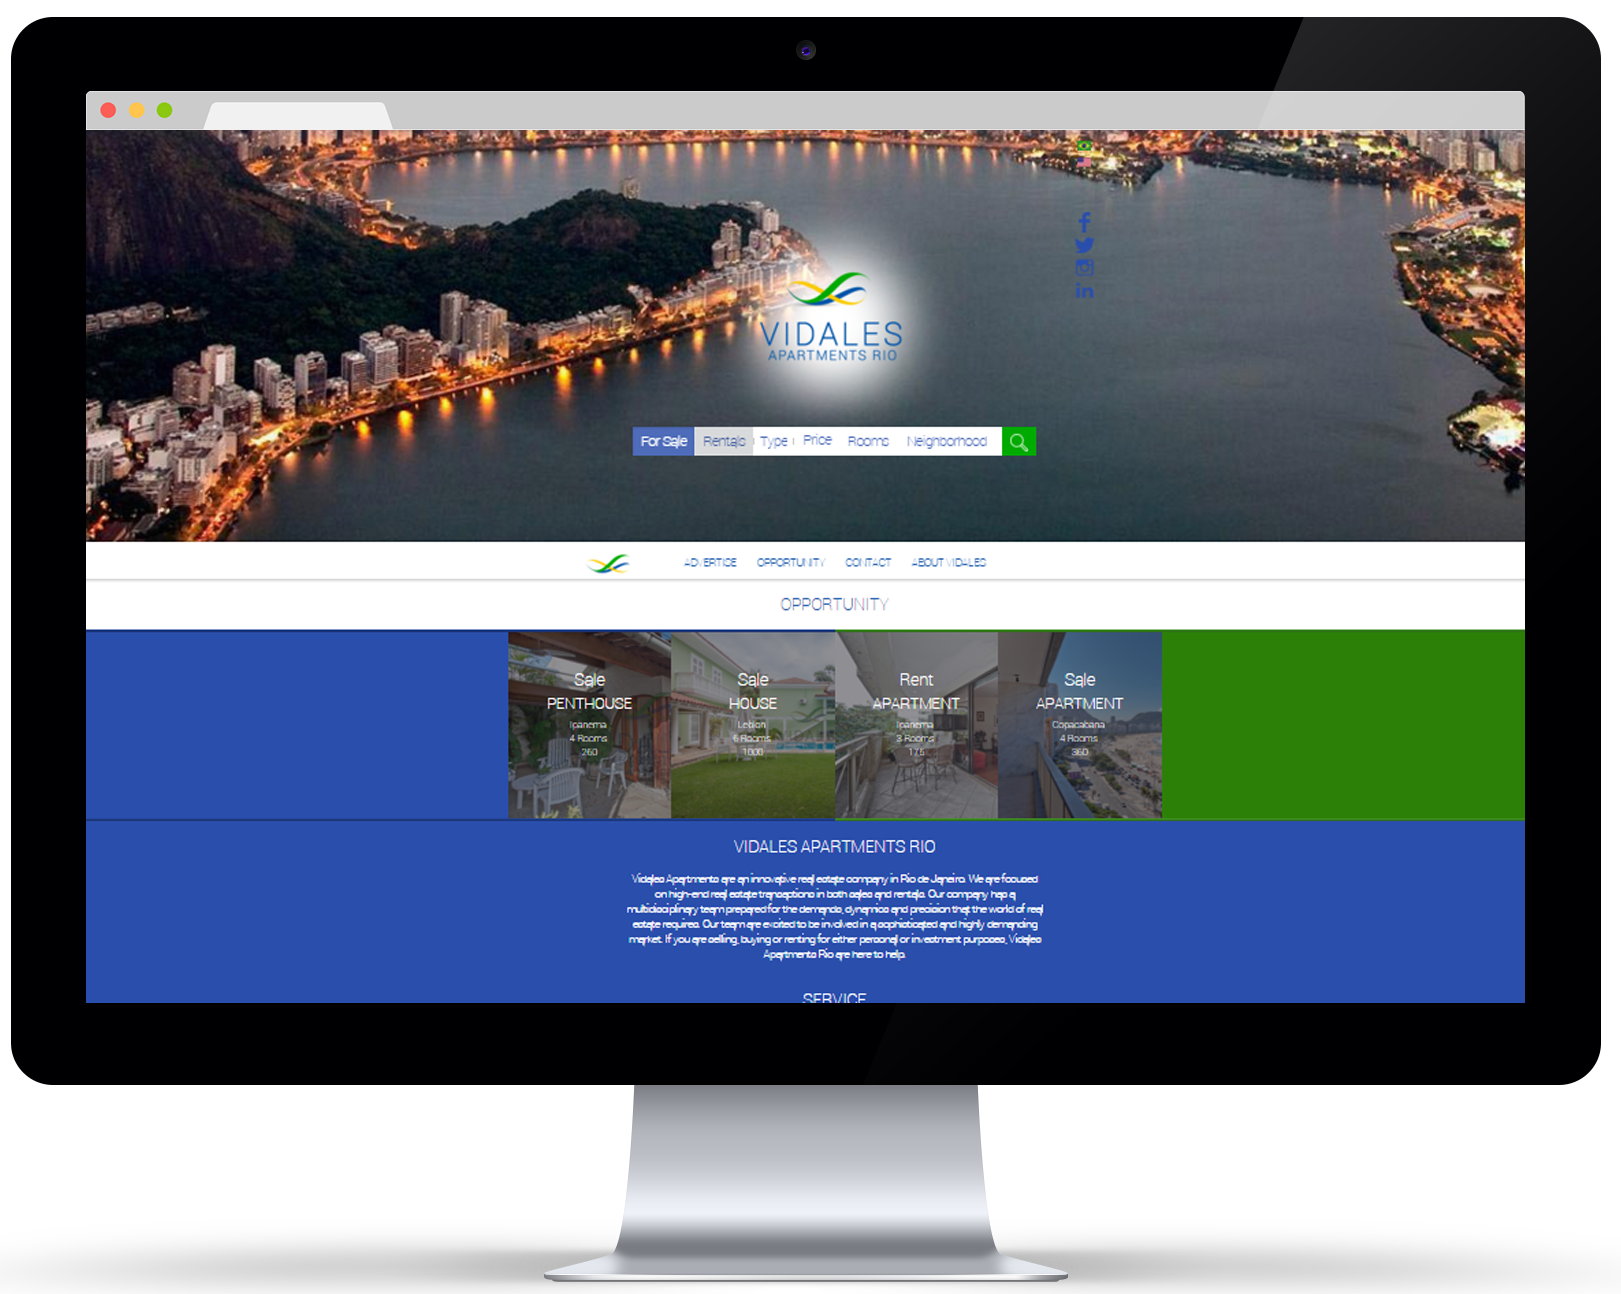 VIDALES
APARTMENTS RIO
For Sale Rentals Type Price Rooms Neighborhood
ADVERTISE OPPORTUNITY CONTACT ABOUT VIDALES
OPPORTUNITY
Sale
PENTHOUSE
Ipanema
4 Rooms
260
Sale
HOUSE
Leblon
6 Rooms
1000
Rent
APARTMENT
Ipanema
3 Rooms
175
Sale
APARTMENT
Copacabana
4 Rooms
360
VIDALES APARTMENTS RIO
Vidales Apartments are an innovative real estate company in Rio de Janeiro. We are focused
on high-end real estate transactions in both sales and rentals. Our company has a
multidisciplinary team prepared for the demands, dynamics and precision that the world of real
estate requires. Our team are excited to be involved in a sophisticated and highly demanding
market. If you are selling, buying or renting for either personal or investment purposes, Vidales
Apartments Rio are here to help.
SERVICE